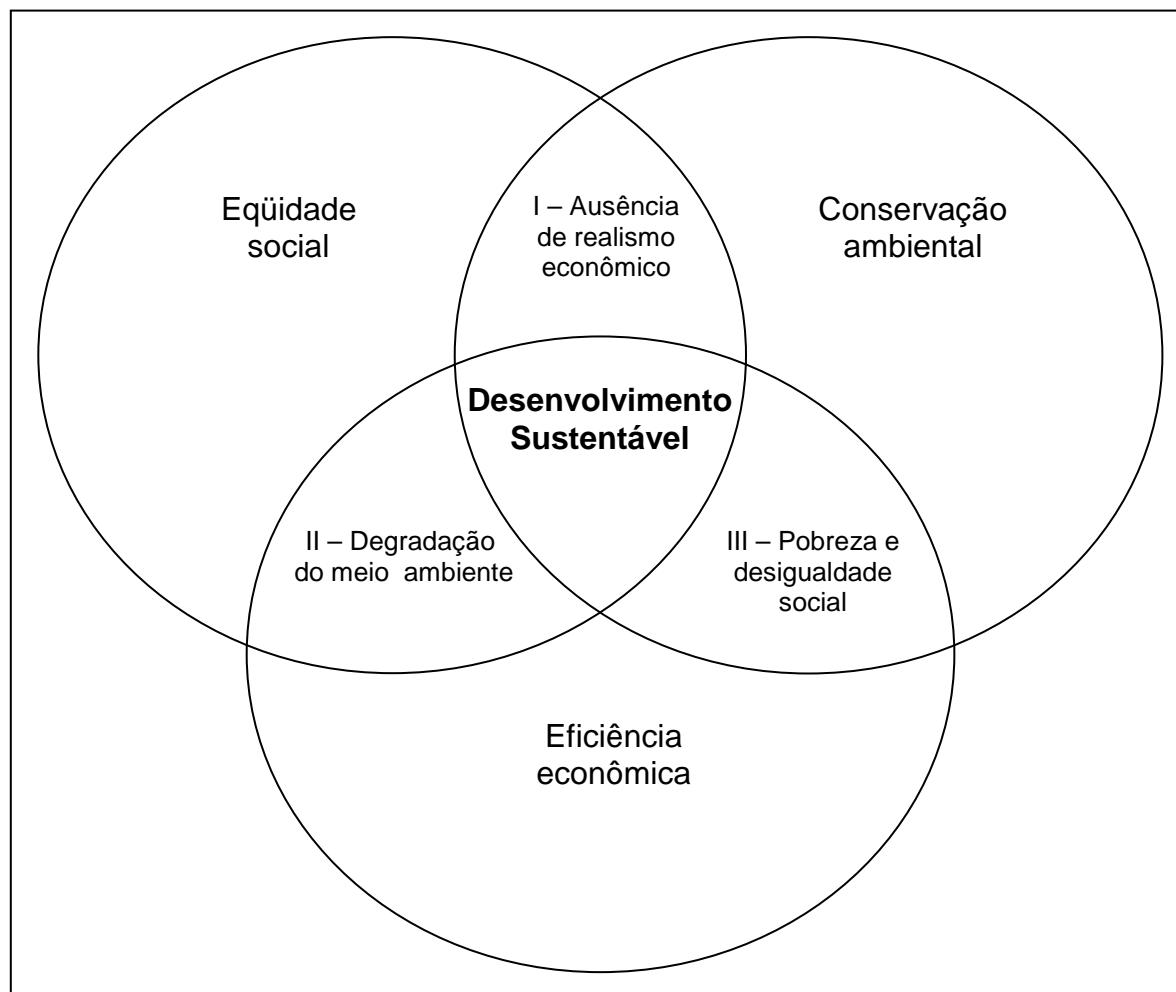 Eqüidade
social
I – Ausência
de realismo
econômico
Conservação
ambiental
Desenvolvimento
Sustentável
II – Degradação
do meio ambiente
III – Pobreza e
desigualdade
social
Eficiência
econômica